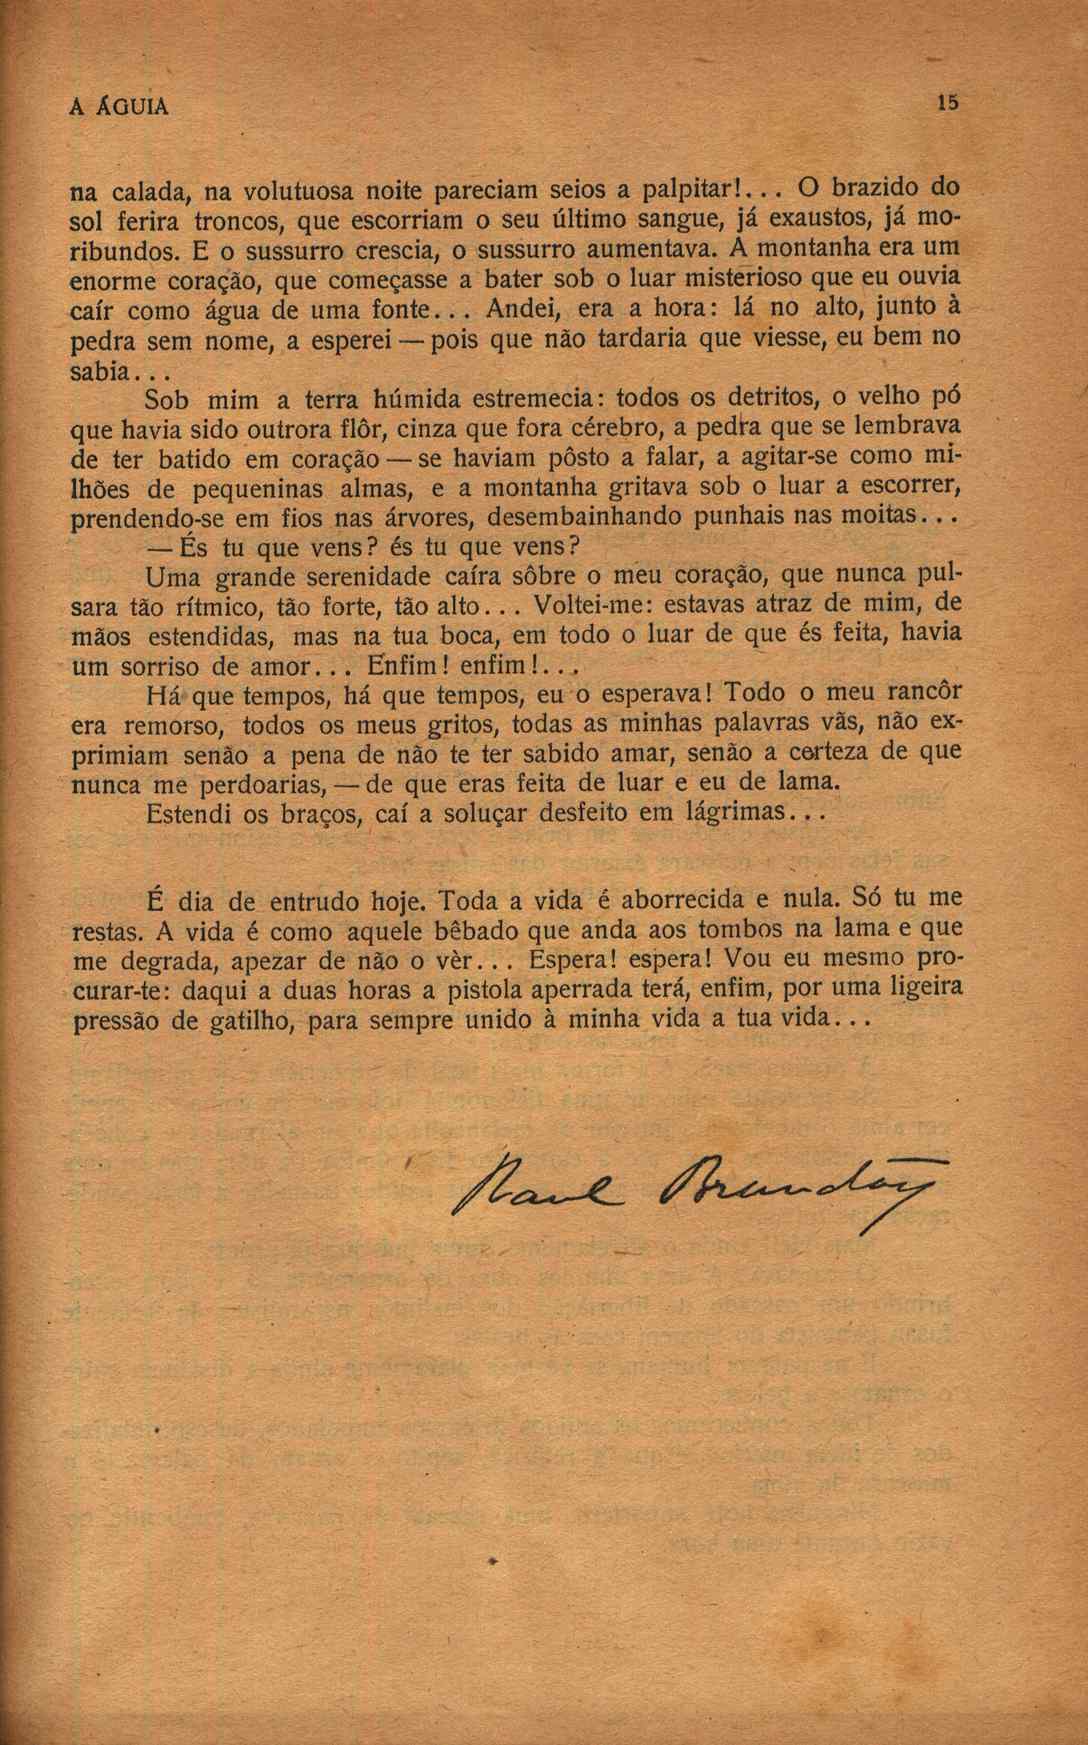 A ÁGUIA 15
na calada, na volutuosa noite pareciam seios a palpitar!... O brazido do
sol ferira troncos, que escorriam o seu último sangue, já exaustos, já mo-
ribundos. E o sussurro crescia, o sussurro aumentava. A montanha era um
enorme coração, que começasse a bater sob o luar misterioso que eu ouvia
caír como água de uma fonte... Andei, era a hora: lá no alto, junto à
pedra sem nome, a esperei — pois que não tardaria que viesse, eu bem no
sabia...
Sob mim a terra húmida estremecia: todos os detritos, o velho pó
que havia sido outrora flôr, cinza que fora cérebro, a pedra que se lembrava
de ter batido em coração — se haviam pôsto a falar, a agitar-se como mi-
lhões de pequeninas almas, e a montanha gritava sob o luar a escorrer,
prendendo-se em fios nas árvores, desembainhando punhais nas moitas...
— És tu que vens? és tu que vens?
Uma grande serenidade caíra sôbre o meu coração, que nunca pul-
sara tão rítmico, tão forte, tão alto... Voltei-me: estavas atraz de mim, de
mãos estendidas, mas na tua boca, em todo o luar de que és feita, havia
um sorriso de amor... Enfim! enfim!...
Há que tempos, há que tempos, eu o esperava! Todo o meu rancôr
era remorso, todos os meus gritos, todas as minhas palavras vãs, não ex-
primiam senão a pena de não te ter sabido amar, senão a certeza de que
nunca me perdoarias, — de que eras feita de luar e eu de lama.
Estendi os braços, caí a soluçar desfeito em lágrimas...
É dia de entrudo hoje. Toda a vida é aborrecida e nula. Só tu me
restas. A vida é como aquele bêbado que anda aos tombos na lama e que
me degrada, apezar de não o vèr... Espera! espera! Vou eu mesmo pro-
curar-te: daqui a duas horas a pistola aperrada terá, enfim, por uma ligeira
pressão de gatilho, para sempre unido à minha vida a tua vida...
Raul Brandão